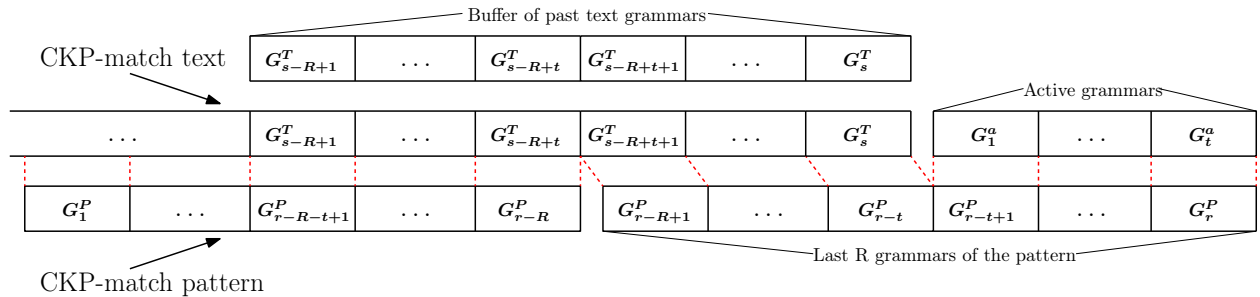 Buffer of past text grammars
CKP-match text
$G^T_{s-R+1}$ ... $G^T_{s-R+t}$ $G^T_{s-R+t+1}$ ... $G^T_s$
Active grammars
... $G^T_{s-R+1}$ ... $G^T_{s-R+t}$ $G^T_{s-R+t+1}$ ... $G^T_s$ $G^a_1$ ... $G^a_t$
$G^P_1$ ... $G^P_{r-R-t+1}$ ... $G^P_{r-R}$ $G^P_{r-R+1}$ ... $G^P_{r-t}$ $G^P_{r-t+1}$ ... $G^P_r$
Last R grammars of the pattern
CKP-match pattern